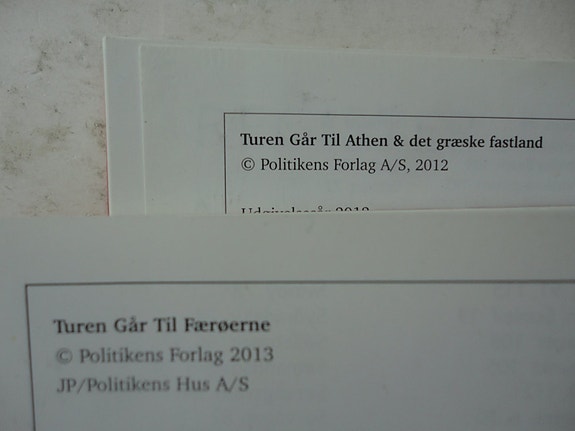 Turen Går Til Athen & det græske fastland
© Politikens Forlag A/S, 2012
Turen Går Til Færøerne
© Politikens Forlag 2013
JP/Politikens Hus A/S